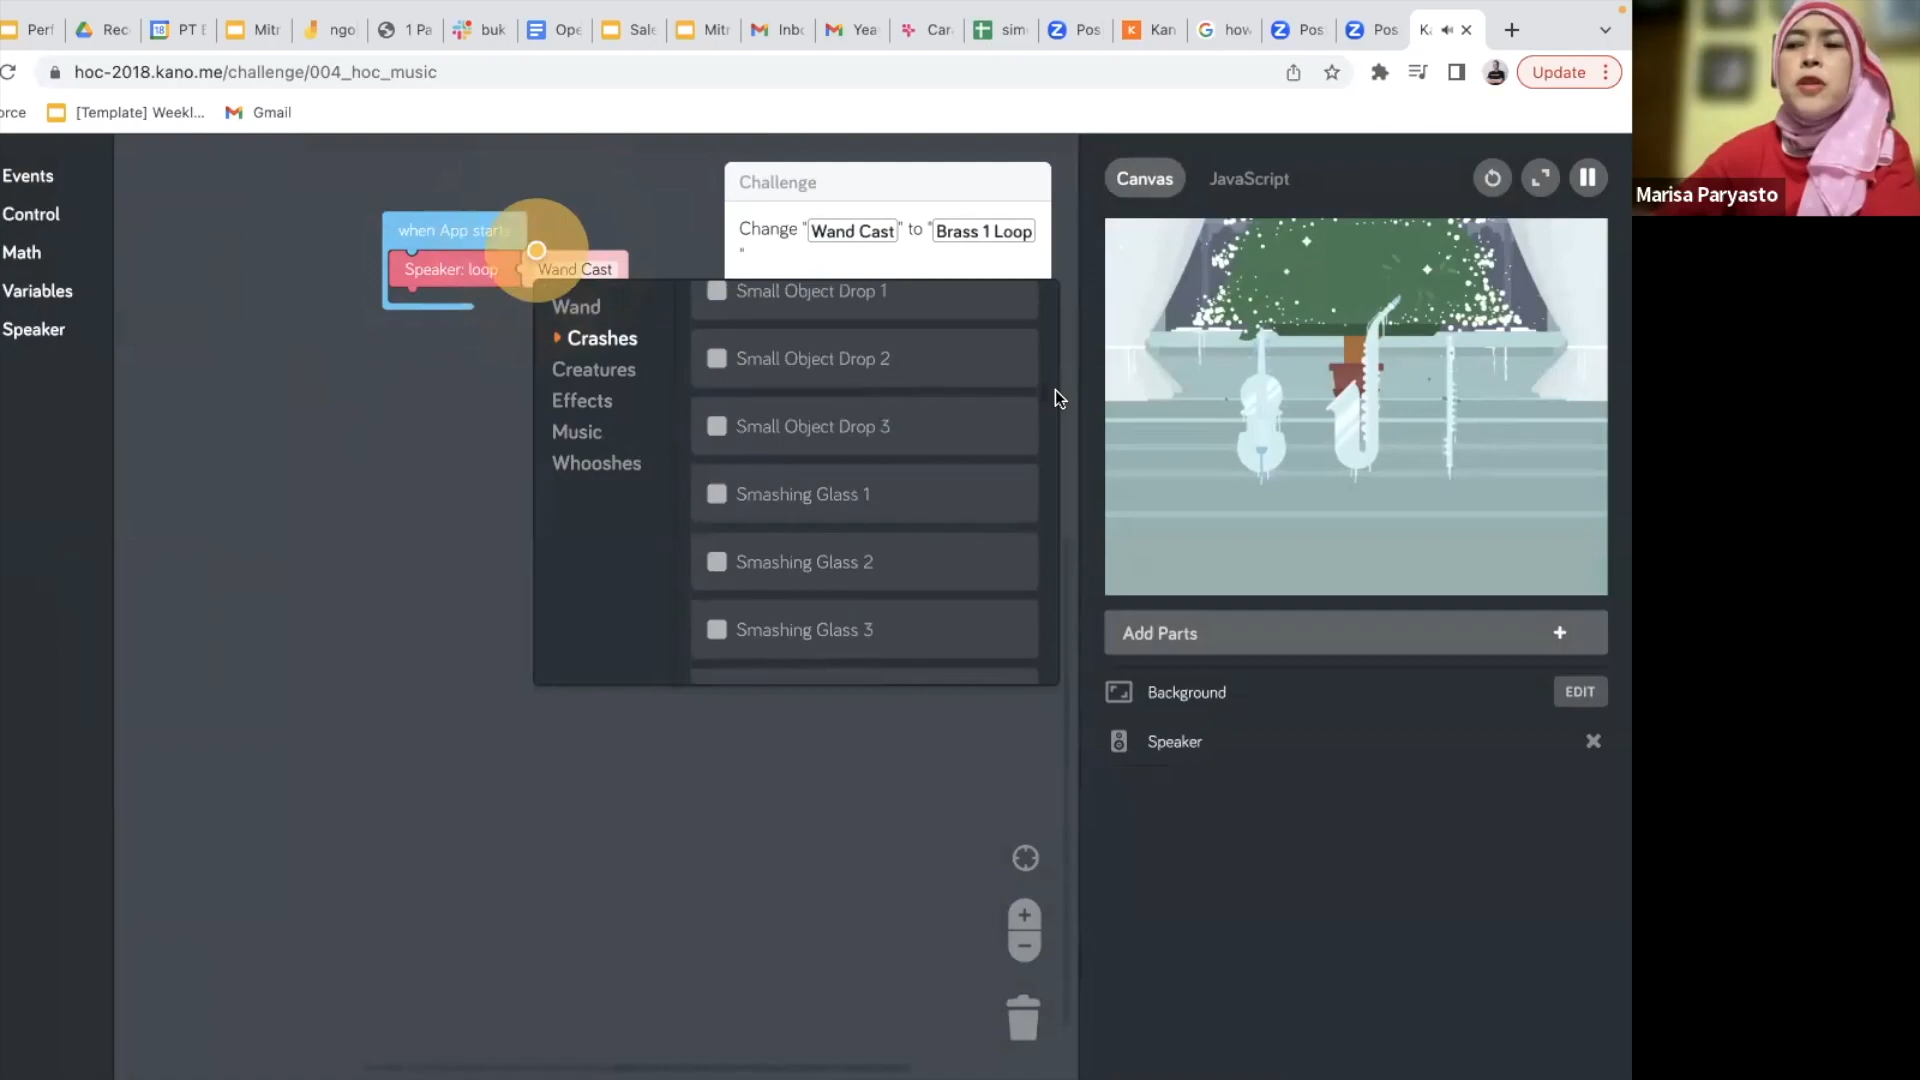 Perf
Rec
PT E
Mitr
ngo
1 Pa
buk
Ope
Sale
Mitr
Inbo
Yea
Car
sim
Pos
Kan
how
Pos
Pos
hoc-2018.kano.me/challenge/004_hoc_music
Update
orce
[Template] Weekl...
Gmail
Marisa Paryasto
Events
Control
Math
Variables
Speaker
when App starts
Speaker: loop
Wand Cast
Challenge
Change "Wand Cast" to "Brass 1 Loop
"
Wand
Crashes
Creatures
Effects
Music
Whooshes
Small Object Drop 1
Small Object Drop 2
Small Object Drop 3
Smashing Glass 1
Smashing Glass 2
Smashing Glass 3
Canvas
JavaScript
Add Parts
Background
EDIT
Speaker